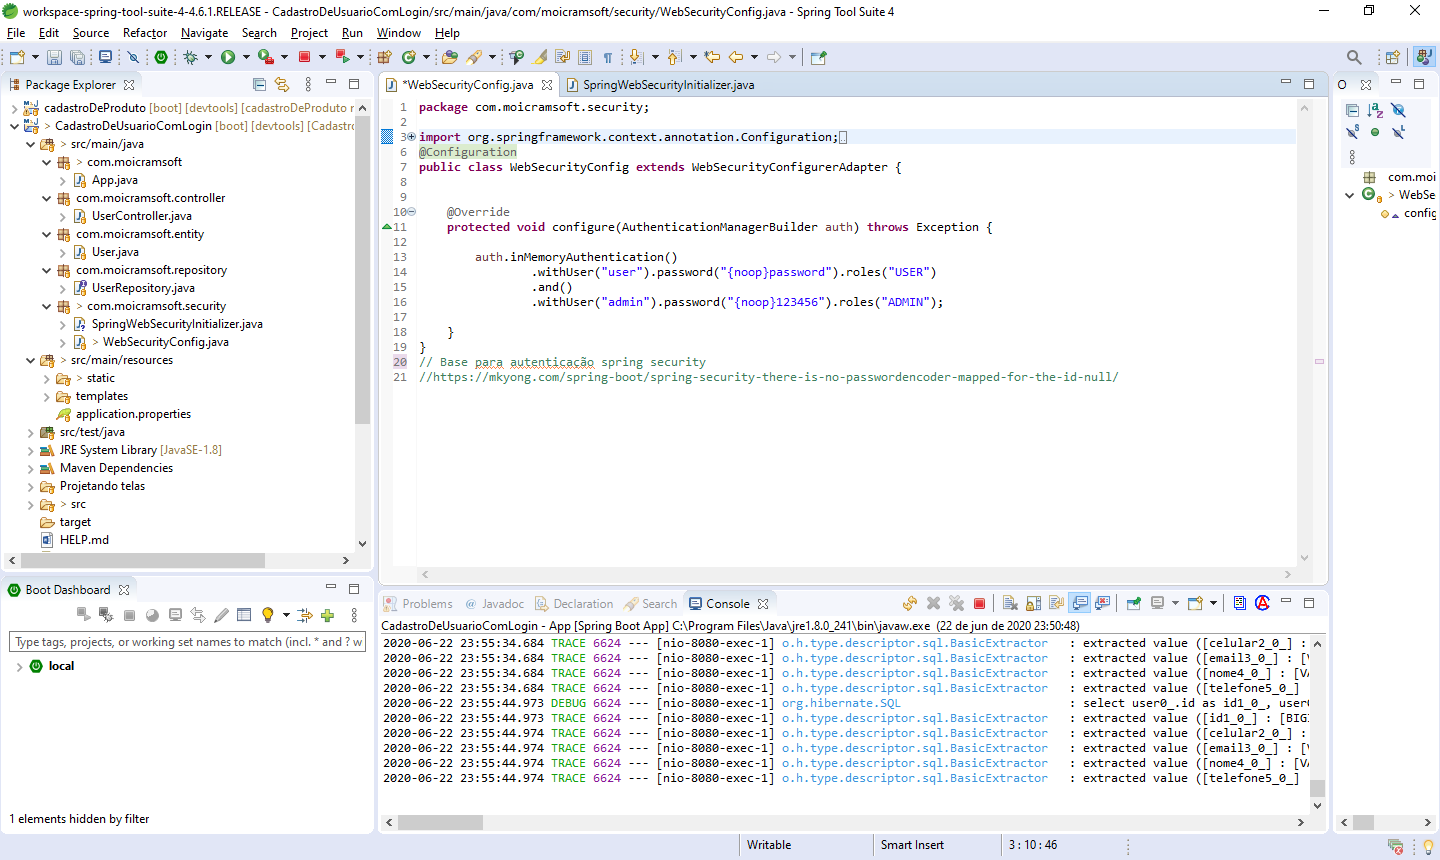 workspace-spring-tool-suite-4-4.6.1.RELEASE - CadastroDeUsuarioComLogin/src/main/java/com/moicramsoft/security/WebSecurityConfig.java - Spring Tool Suite 4
File Edit Source Refactor Navigate Search Project Run Window Help
Package Explorer
cadastroDeProduto [boot] [devtools] [cadastroDeProduto r
> CadastroDeUsuarioComLogin [boot] [devtools] [Cadastro
> src/main/java
> com.moicramsoft
App.java
com.moicramsoft.controller
UserController.java
com.moicramsoft.entity
User.java
com.moicramsoft.repository
UserRepository.java
> com.moicramsoft.security
SpringWebSecurityInitializer.java
> WebSecurityConfig.java
> src/main/resources
> static
templates
application.properties
src/test/java
JRE System Library [JavaSE-1.8]
Maven Dependencies
Projetando telas
> src
target
HELP.md
*WebSecurityConfig.java SpringWebSecurityInitializer.java
1 package com.moicramsoft.security;
2
3 import org.springframework.context.annotation.Configuration;
6 @Configuration
7 public class WebSecurityConfig extends WebSecurityConfigurerAdapter {
8
9
10 @Override
11 protected void configure(AuthenticationManagerBuilder auth) throws Exception {
12
13 auth.inMemoryAuthentication()
14 .withUser("user").password("{noop}password").roles("USER")
15 .and()
16 .withUser("admin").password("{noop}123456").roles("ADMIN");
17
18 }
19 }
20 // Base para autenticacão spring security
21 //https://mkyong.com/spring-boot/spring-security-there-is-no-passwordencoder-mapped-for-the-id-null/
O
com.moi
> WebSe
config
Boot Dashboard
Type tags, projects, or working set names to match (incl. * and ? w
local
1 elements hidden by filter
Problems @ Javadoc Declaration Search Console
CadastroDeUsuarioComLogin - App [Spring Boot App] C:\Program Files\Java\jre1.8.0_241\bin\javaw.exe (22 de jun de 2020 23:50:48)
2020-06-22 23:55:34.684 TRACE 6624 --- [nio-8080-exec-1] o.h.type.descriptor.sql.BasicExtractor : extracted value ([celular2_0_] :
2020-06-22 23:55:34.684 TRACE 6624 --- [nio-8080-exec-1] o.h.type.descriptor.sql.BasicExtractor : extracted value ([email3_0_] : [V
2020-06-22 23:55:34.684 TRACE 6624 --- [nio-8080-exec-1] o.h.type.descriptor.sql.BasicExtractor : extracted value ([nome4_0_] : [VA
2020-06-22 23:55:34.684 TRACE 6624 --- [nio-8080-exec-1] o.h.type.descriptor.sql.BasicExtractor : extracted value ([telefone5_0_]
2020-06-22 23:55:44.973 DEBUG 6624 --- [nio-8080-exec-1] org.hibernate.SQL : select user0_.id as id1_0_, user0
2020-06-22 23:55:44.973 TRACE 6624 --- [nio-8080-exec-1] o.h.type.descriptor.sql.BasicExtractor : extracted value ([id1_0_] : [BIGI
2020-06-22 23:55:44.974 TRACE 6624 --- [nio-8080-exec-1] o.h.type.descriptor.sql.BasicExtractor : extracted value ([celular2_0_] :
2020-06-22 23:55:44.974 TRACE 6624 --- [nio-8080-exec-1] o.h.type.descriptor.sql.BasicExtractor : extracted value ([email3_0_] : [V
2020-06-22 23:55:44.974 TRACE 6624 --- [nio-8080-exec-1] o.h.type.descriptor.sql.BasicExtractor : extracted value ([nome4_0_] : [VA
2020-06-22 23:55:44.974 TRACE 6624 --- [nio-8080-exec-1] o.h.type.descriptor.sql.BasicExtractor : extracted value ([telefone5_0_]
Writable Smart Insert 3 : 10 : 46